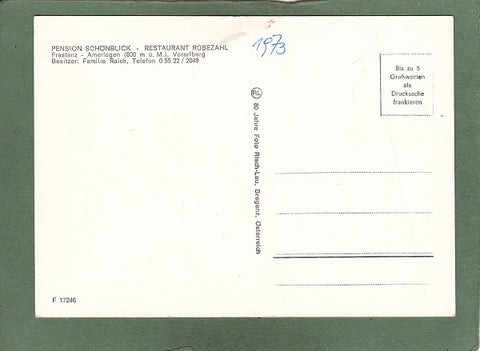 PENSION SCHÖNBLICK - RESTAURANT RÜBEZAHL
Frastanz - Amerlügen (800 m ü. M.), Vorarlberg
Besitzer: Familie Raich, Telefon 0 55 22 / 2049
1973
Bis zu 5
Grußworten
als
Drucksache
frankieren
RL 80 Jahre Foto Risch-Lau, Bregenz, Österreich
F 17246